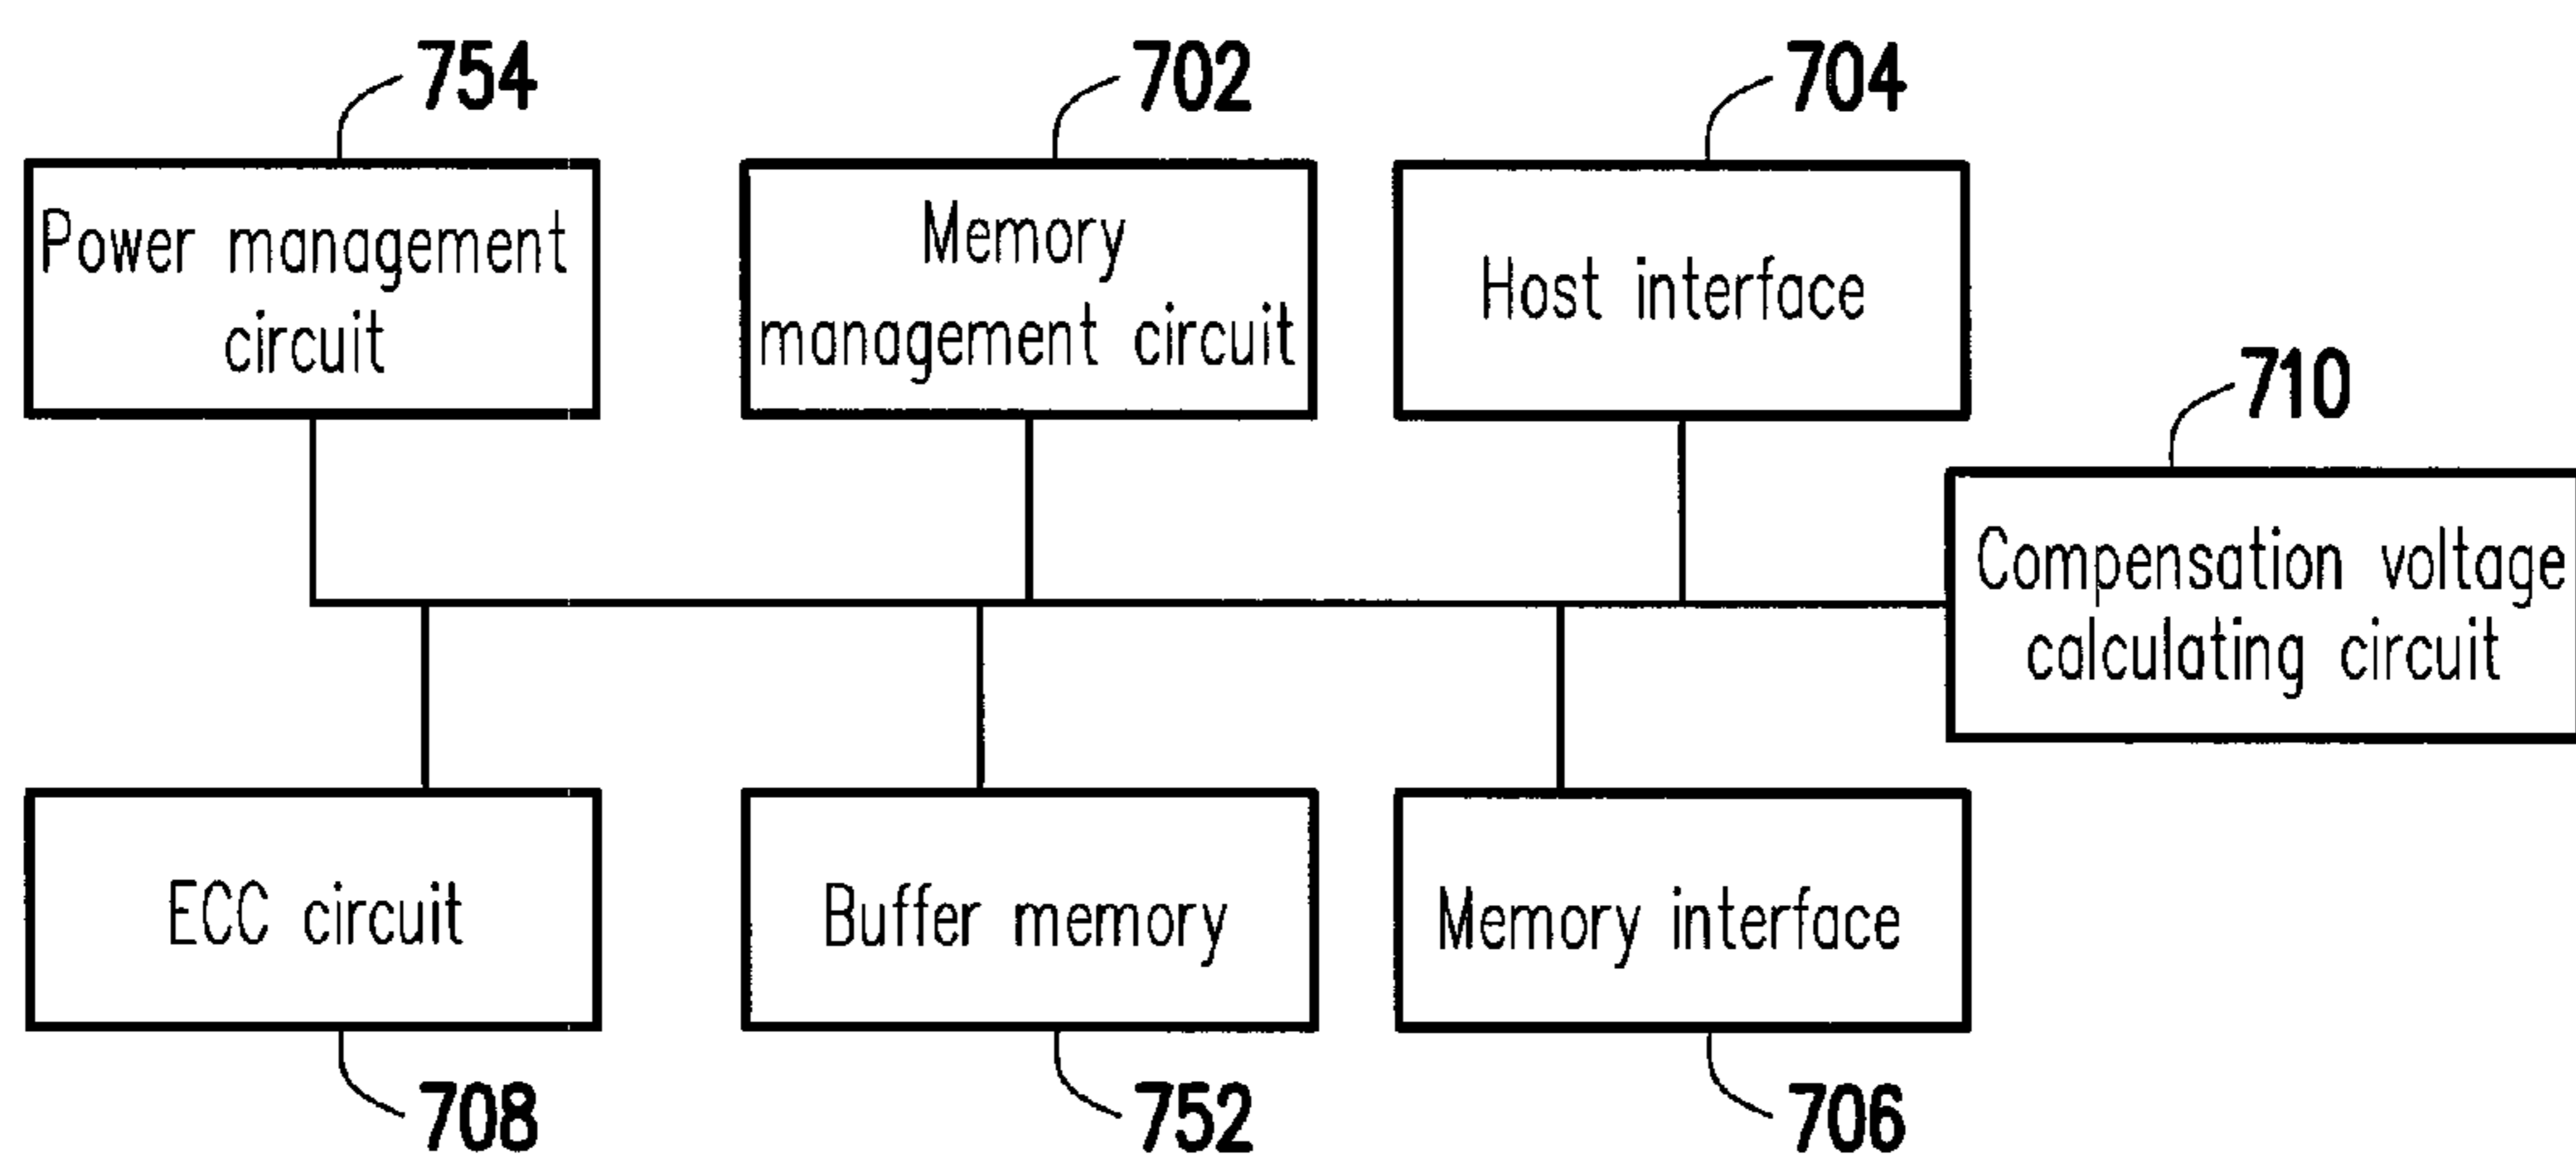 754
702
704
Power management
circuit
Memory
management circuit
Host interface
710
Compensation voltage
calculating circuit
ECC circuit
Buffer memory
Memory interface
708
752
706